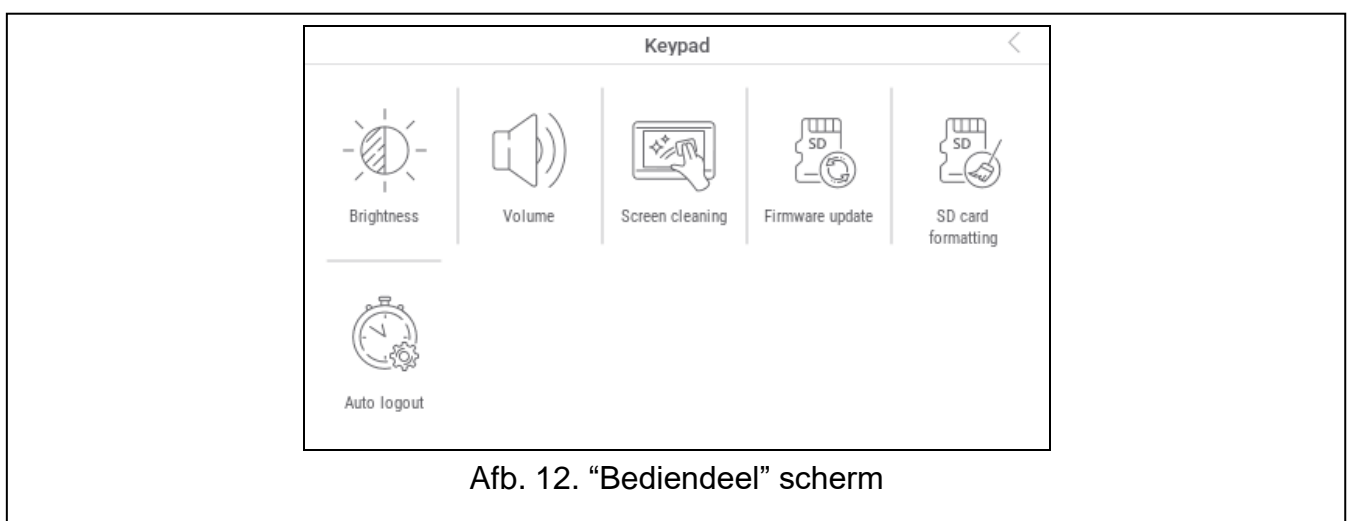 Keypad
SD
SD
Brightness
Volume
Screen cleaning
Firmware update
SD card
formatting
Auto logout
Afb. 12. “Bediendeel” scherm